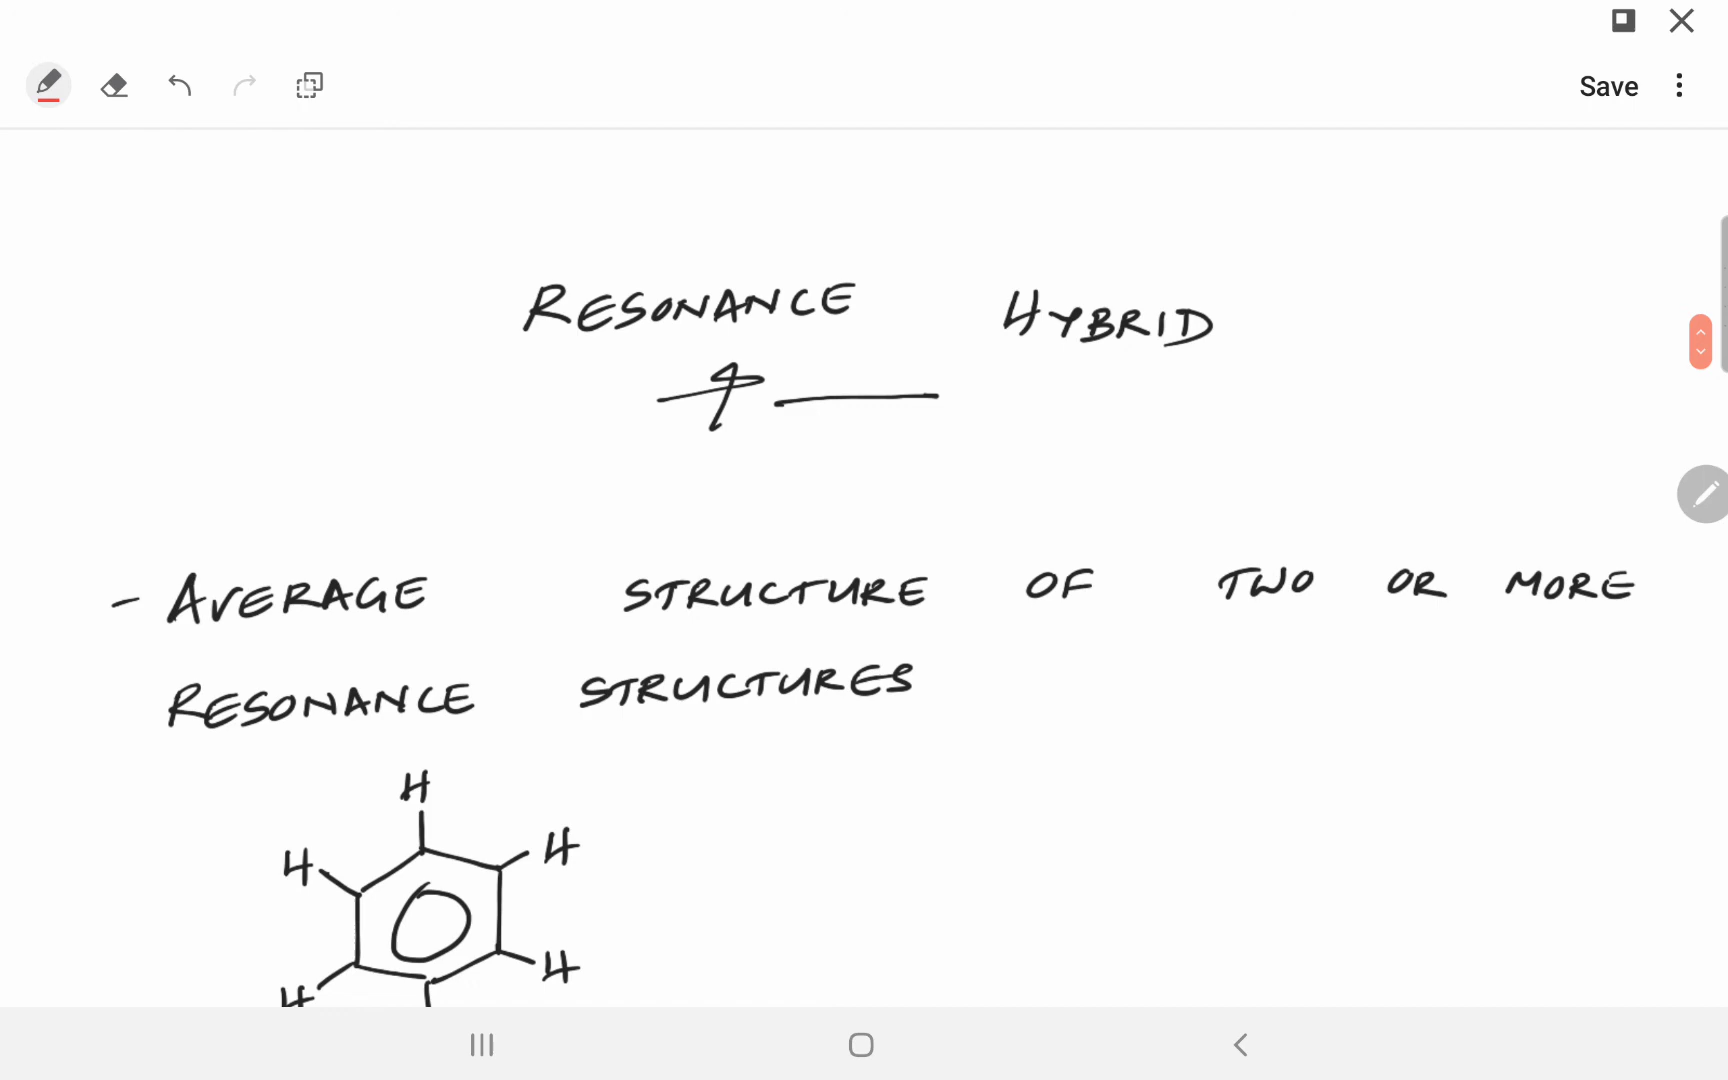 Save
RESONANCE HYBRID
- AVERAGE STRUCTURE OF TWO OR MORE
RESONANCE STRUCTURES
H
H
H
H
H